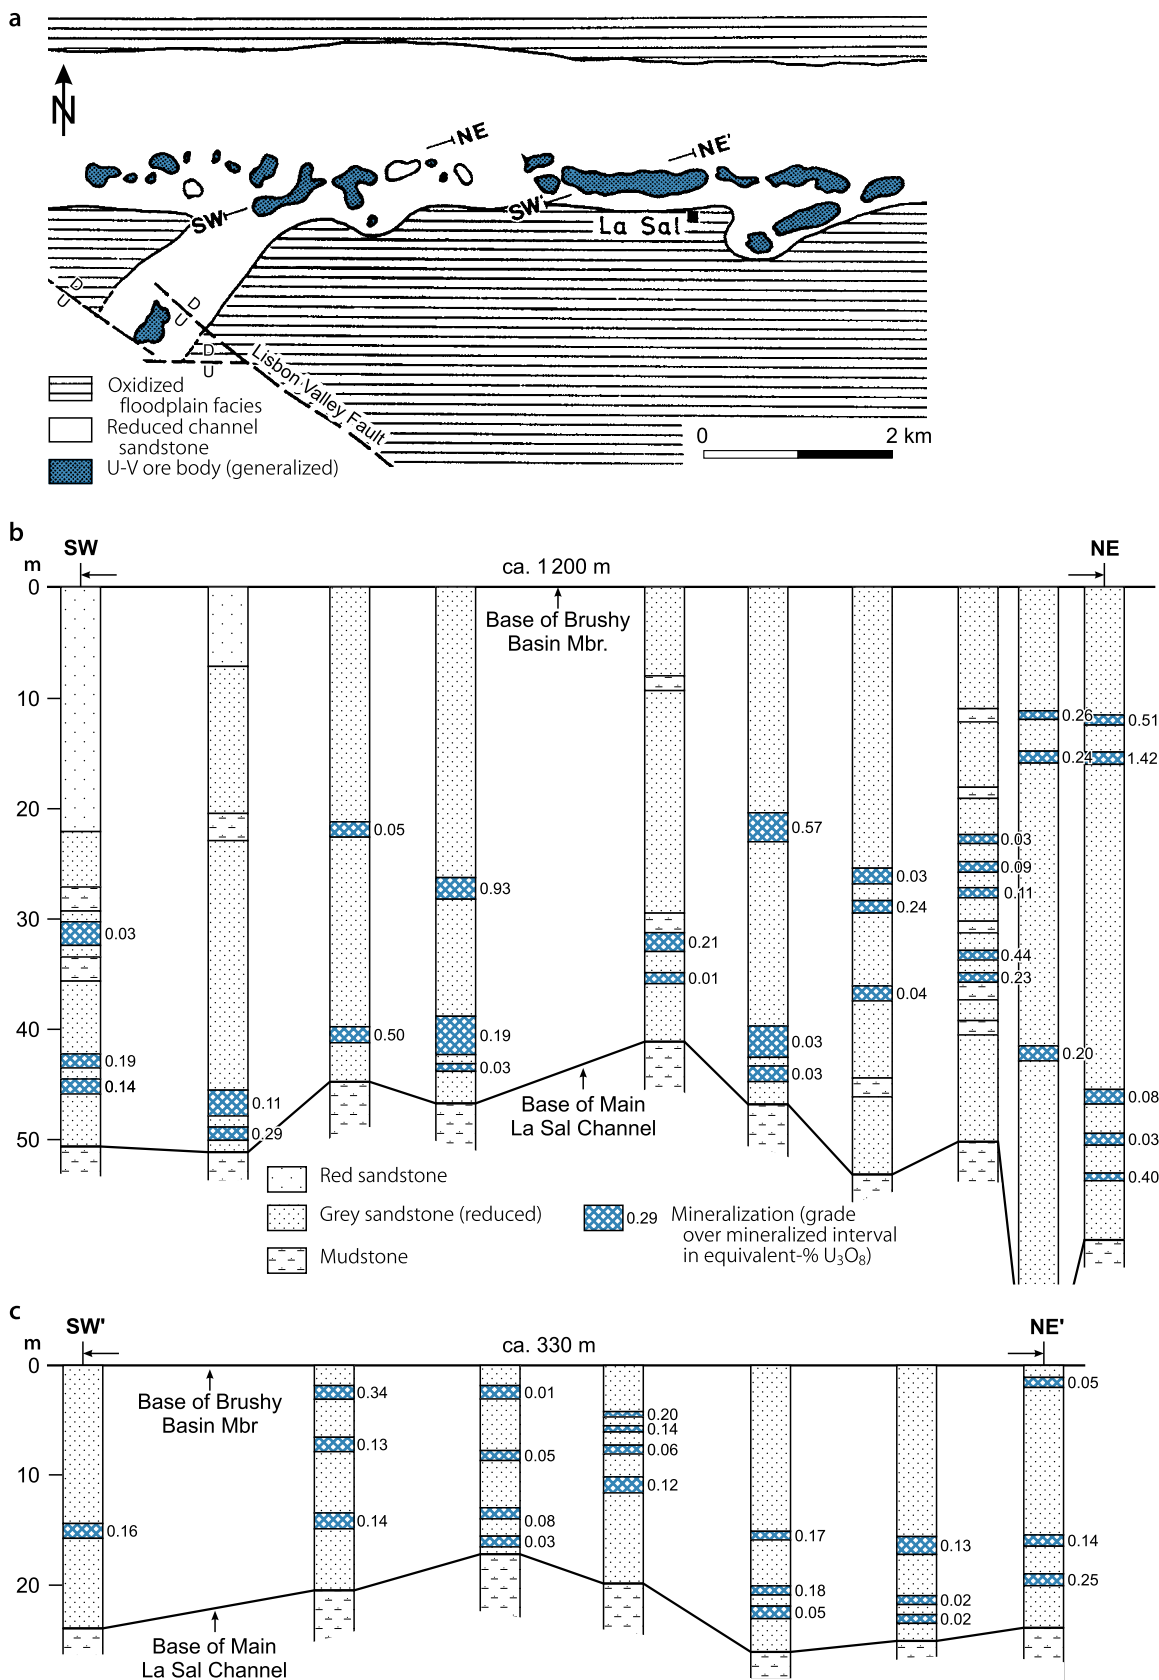 a
N
NE
NE'
SW
SW'
La Sal
D
U
D
U
D
U
Lisbon Valley Fault
Oxidized
floodplain facies
Reduced channel
sandstone
U-V ore body (generalized)
0 2 km
b
SW NE
m
ca. 1200 m
0
Base of Brushy
Basin Mbr.
10
0.26 0.51
0.24 1.42
20
0.05
0.57
0.03
0.93
0.03
0.09
0.24
0.11
30
0.03
0.21
0.44
0.01
0.23
0.04
40
0.50
0.19
0.03
0.20
0.19
0.03
0.03
0.14
0.11
0.08
Base of Main
La Sal Channel
50
0.29
0.03
0.40
Red sandstone
Grey sandstone (reduced)
Mudstone
0.29
Mineralization (grade
over mineralized interval
in equivalent-% U₃O₈)
c
SW' NE'
m
ca. 330 m
0
Base of Brushy
Basin Mbr
0.34
0.01
0.05
0.20
0.14
0.13
0.06
0.05
10
0.12
0.16
0.14
0.08
0.03
0.17
0.13
0.14
20
0.18
0.05
0.02
0.02
0.25
Base of Main
La Sal Channel